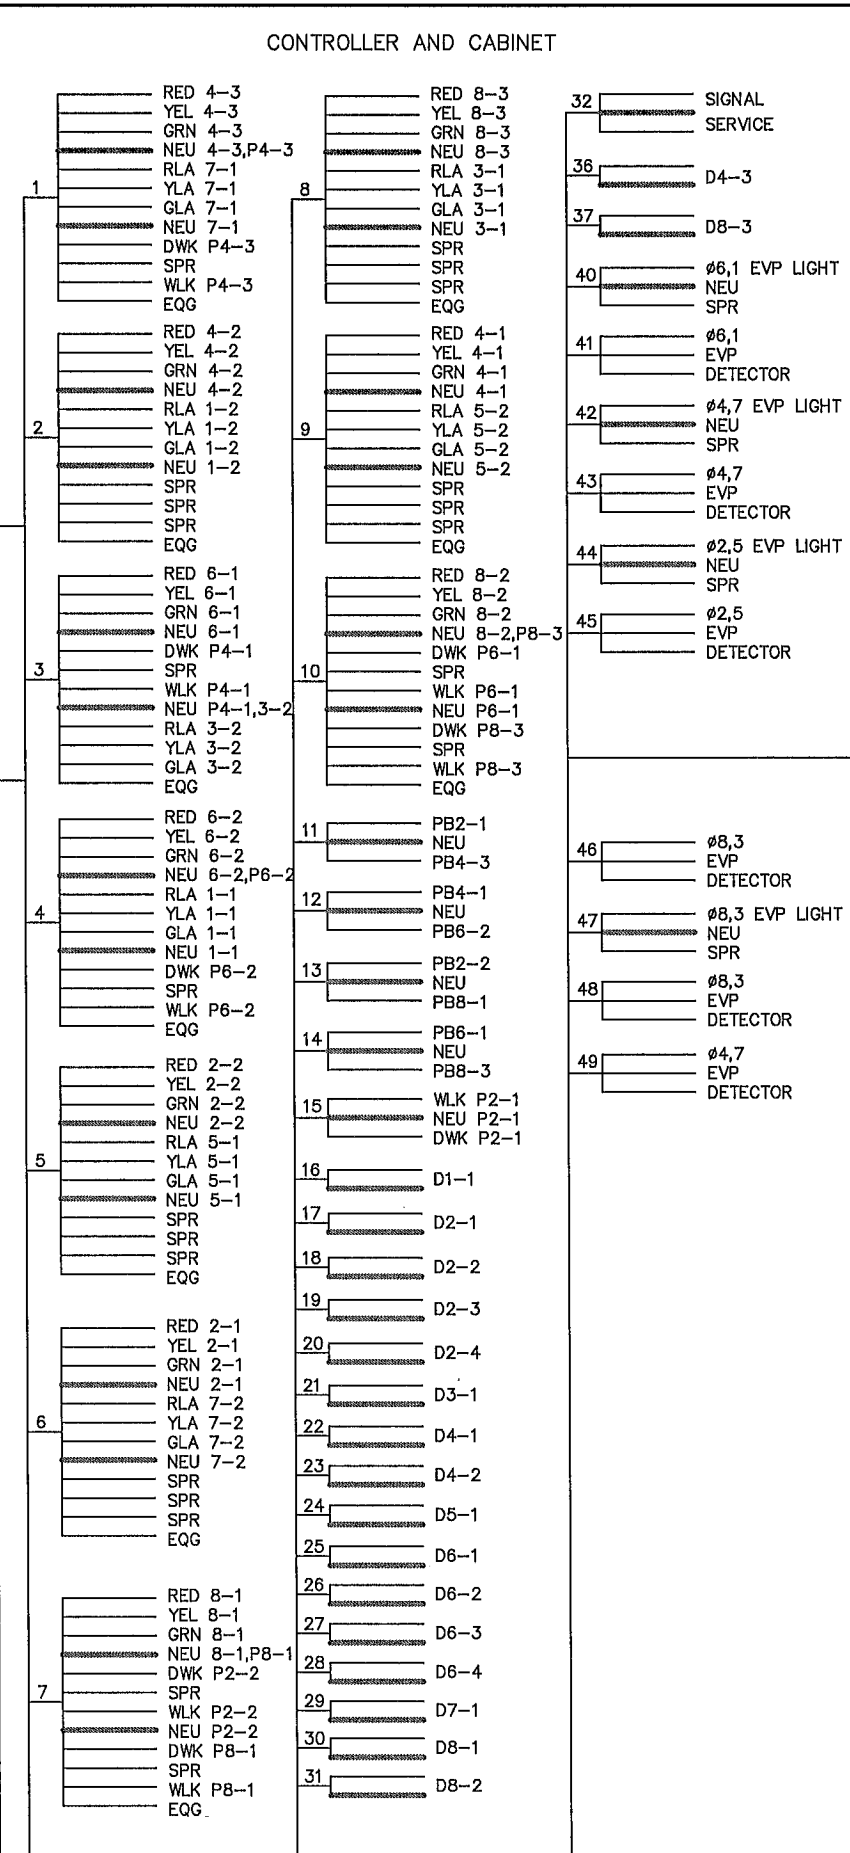 CONTROLLER AND CABINET
1
RED 4-3
YEL 4-3
GRN 4-3
NEU 4-3,P4-3
RLA 7-1
YLA 7-1
GLA 7-1
NEU 7-1
DWK P4-3
SPR
WLK P4-3
EQG
2
RED 4-2
YEL 4-2
GRN 4-2
NEU 4-2
RLA 1-2
YLA 1-2
GLA 1-2
NEU 1-2
SPR
SPR
SPR
EQG
3
RED 6-1
YEL 6-1
GRN 6-1
NEU 6-1
DWK P4-1
SPR
WLK P4-1
NEU P4-1,3-2
RLA 3-2
YLA 3-2
GLA 3-2
EQG
4
RED 6-2
YEL 6-2
GRN 6-2
NEU 6-2,P6-2
RLA 1-1
YLA 1-1
GLA 1-1
NEU 1-1
DWK P6-2
SPR
WLK P6-2
EQG
5
RED 2-2
YEL 2-2
GRN 2-2
NEU 2-2
RLA 5-1
YLA 5-1
GLA 5-1
NEU 5-1
SPR
SPR
SPR
EQG
6
RED 2-1
YEL 2-1
GRN 2-1
NEU 2-1
RLA 7-2
YLA 7-2
GLA 7-2
NEU 7-2
SPR
SPR
SPR
EQG
7
RED 8-1
YEL 8-1
GRN 8-1
NEU 8-1,P8-1
DWK P2-2
SPR
WLK P2-2
NEU P2-2
DWK P8-1
SPR
WLK P8-1
EQG
8
RED 8-3
YEL 8-3
GRN 8-3
NEU 8-3
RLA 3-1
YLA 3-1
GLA 3-1
NEU 3-1
SPR
SPR
SPR
EQG
9
RED 4-1
YEL 4-1
GRN 4-1
NEU 4-1
RLA 5-2
YLA 5-2
GLA 5-2
NEU 5-2
SPR
SPR
SPR
EQG
10
RED 8-2
YEL 8-2
GRN 8-2
NEU 8-2,P8-3
DWK P6-1
SPR
WLK P6-1
NEU P6-1
DWK P8-3
SPR
WLK P8-3
EQG
11
PB2-1
NEU
PB4-3
12
PB4-1
NEU
PB6-2
13
PB2-2
NEU
PB8-1
14
PB6-1
NEU
PB8-3
15
WLK P2-1
NEU P2-1
DWK P2-1
16 D1-1
17 D2-1
18 D2-2
19 D2-3
20 D2-4
21 D3-1
22 D4-1
23 D4-2
24 D5-1
25 D6-1
26 D6-2
27 D6-3
28 D6-4
29 D7-1
30 D8-1
31 D8-2
32
SIGNAL
SERVICE
36 D4-3
37 D8-3
40
ø6,1 EVP LIGHT
NEU
SPR
41
ø6,1
EVP
DETECTOR
42
ø4,7 EVP LIGHT
NEU
SPR
43
ø4,7
EVP
DETECTOR
44
ø2,5 EVP LIGHT
NEU
SPR
45
ø2,5
EVP
DETECTOR
46
ø8,3
EVP
DETECTOR
47
ø8,3 EVP LIGHT
NEU
SPR
48
ø8,3
EVP
DETECTOR
49
ø4,7
EVP
DETECTOR